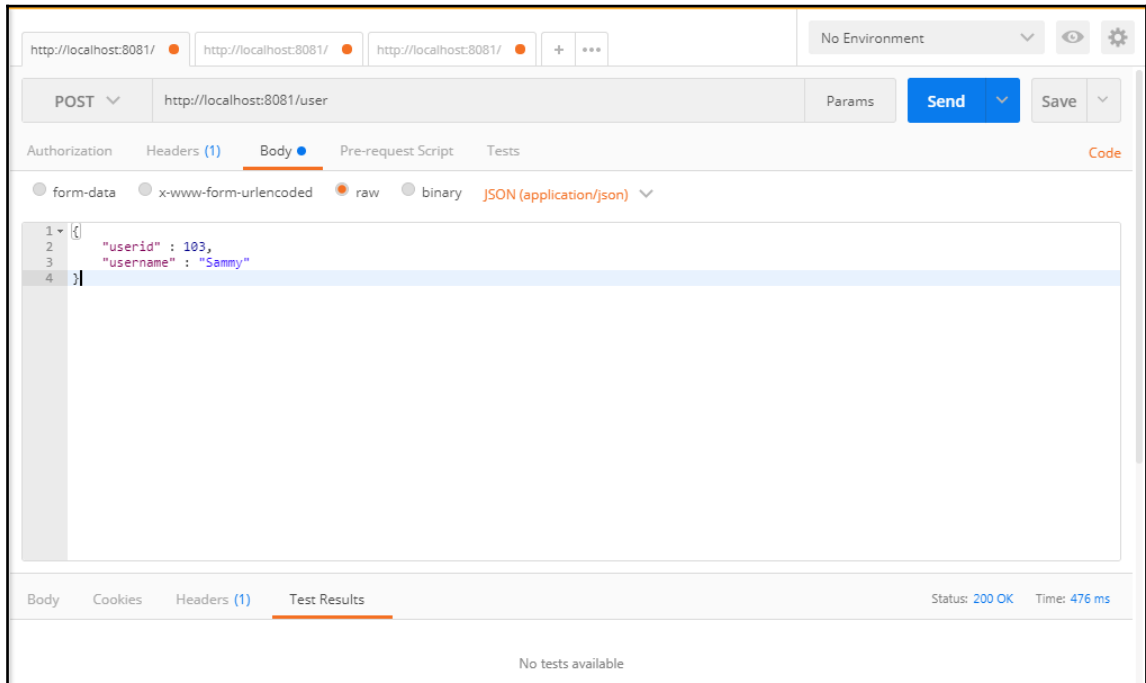 http://localhost:8081/ http://localhost:8081/ http://localhost:8081/ + ••• No Environment
POST http://localhost:8081/user Params Send Save
Authorization Headers (1) Body Pre-request Script Tests Code
form-data x-www-form-urlencoded raw binary JSON (application/json)
1 {
2 "userid" : 103,
3 "username" : "Sammy"
4 }
Body Cookies Headers (1) Test Results Status: 200 OK Time: 476 ms
No tests available